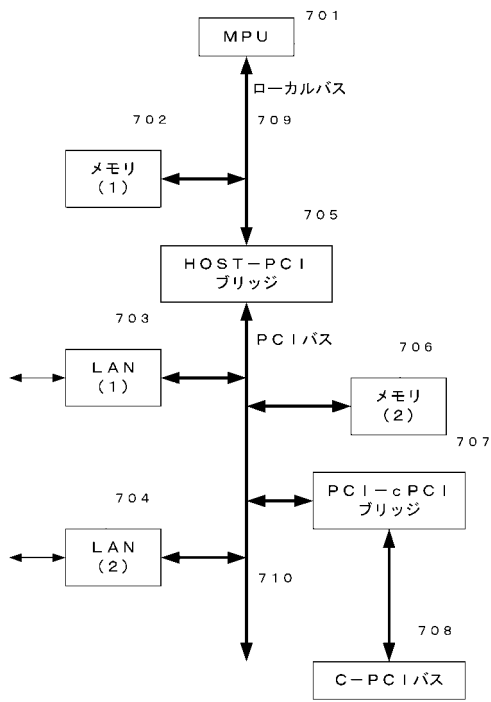 701
MPU
ローカルバス
709
702
メモリ
(1)
705
HOST-PCI
ブリッジ
703
PCIバス
LAN
(1)
706
メモリ
(2)
707
704
PCI-cPCI
ブリッジ
LAN
(2)
710
708
C-PCIバス